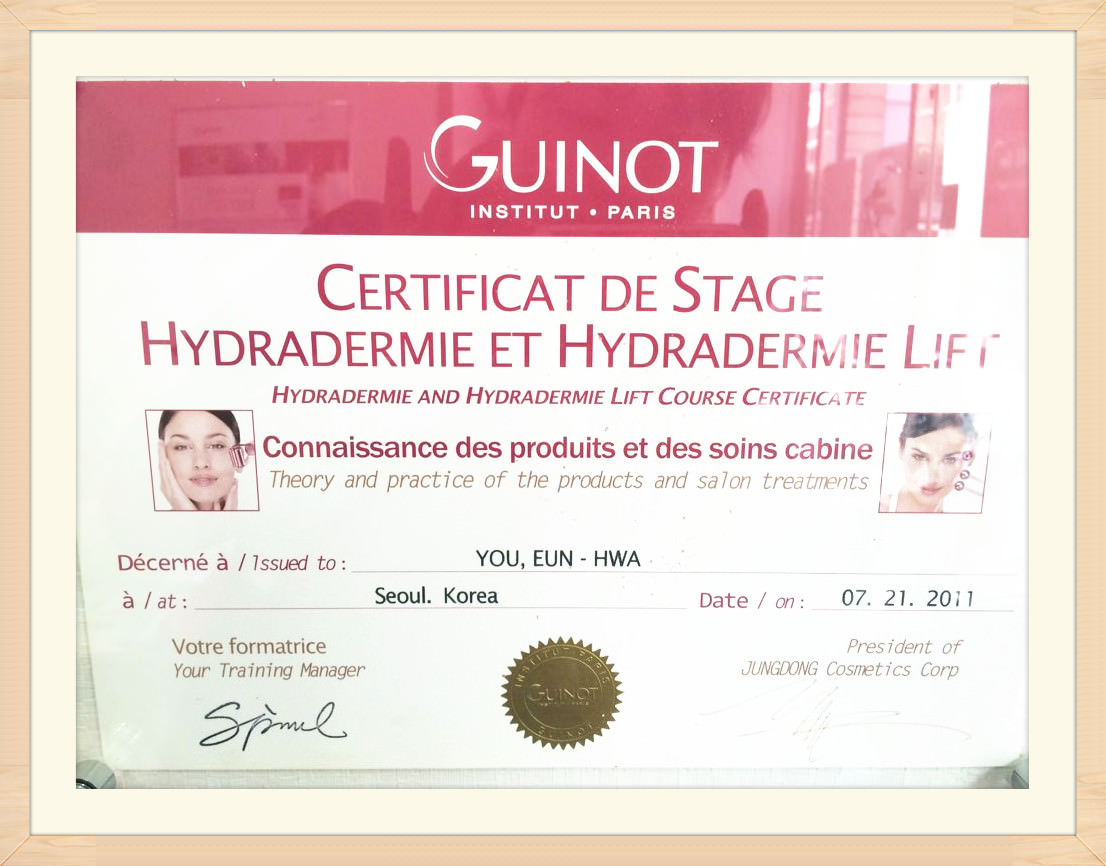 GUINOT
INSTITUT • PARIS
CERTIFICAT DE STAGE
HYDRADERMIE ET HYDRADERMIE LIFT
HYDRADERMIE AND HYDRADERMIE LIFT COURSE CERTIFICATE
Connaissance des produits et des soins cabine
Theory and practice of the products and salon treatments
Décerné à / Issued to : YOU, EUN - HWA
à / at : Seoul. Korea Date / on : 07. 21. 2011
Votre formatrice
Your Training Manager
President of
JUNGDONG Cosmetics Corp
INSTITUT PARIS
GUINOT
GUINOT